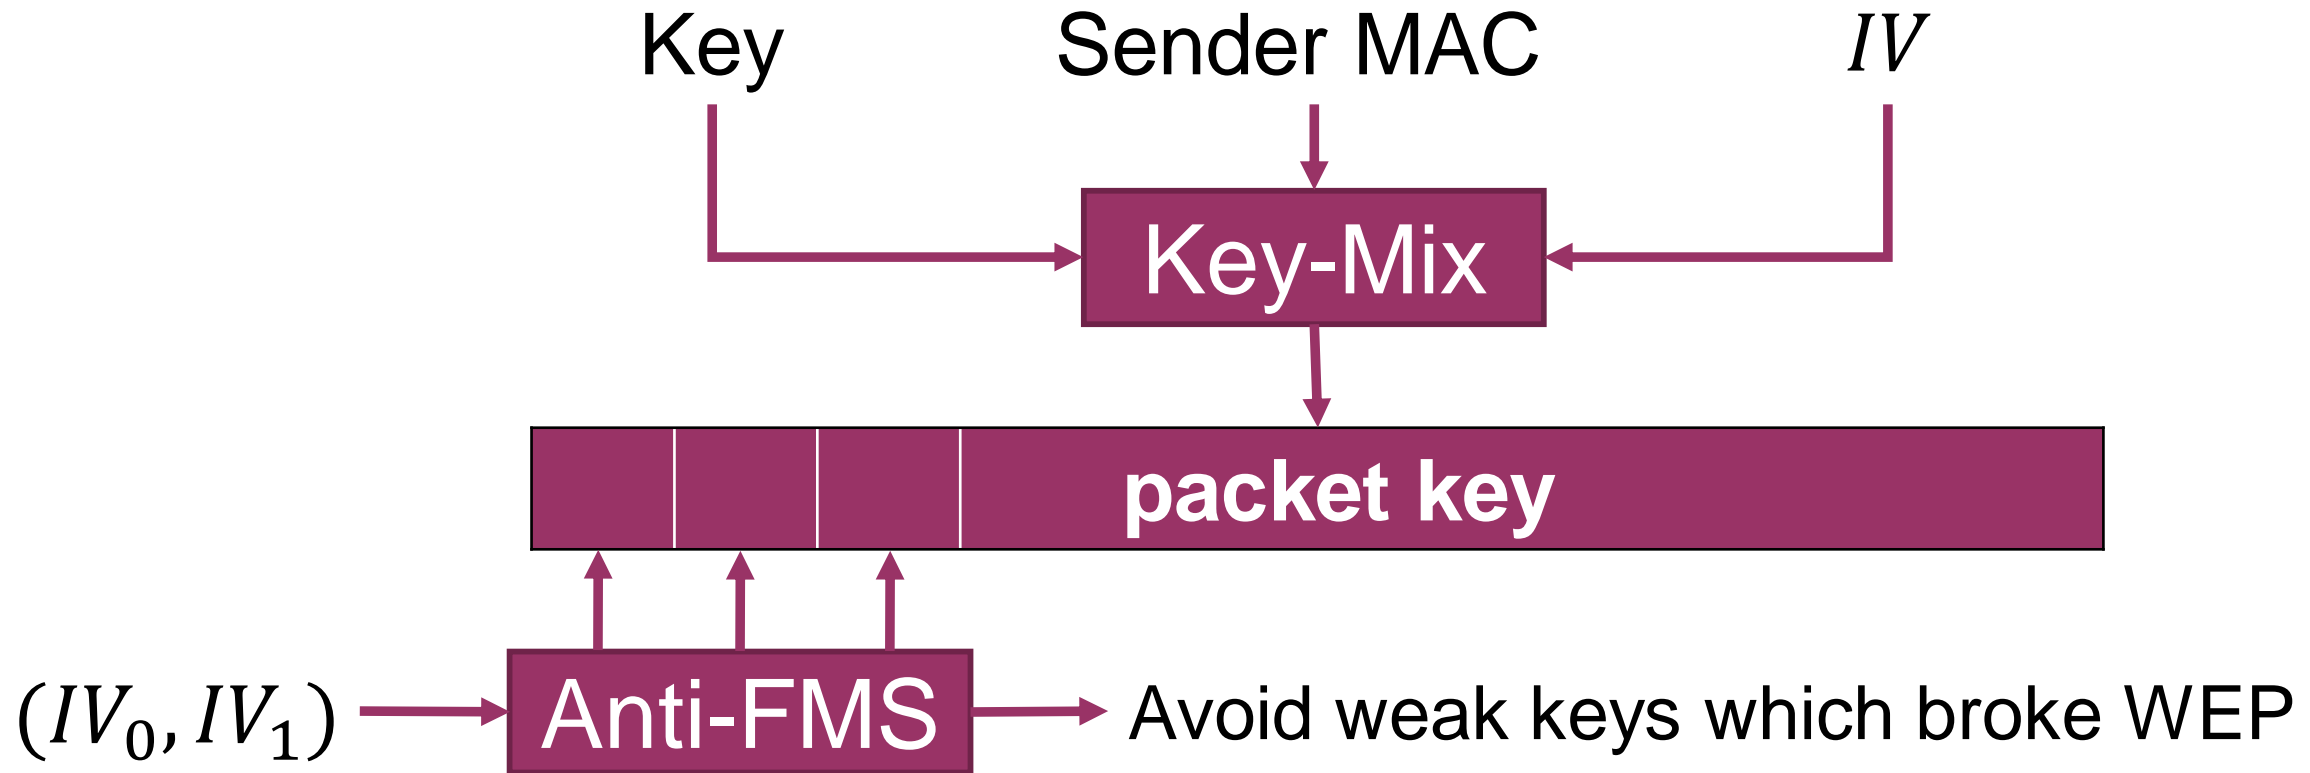 Key Sender MAC IV
Key-Mix
packet key
(IV₀, IV₁) Anti-FMS Avoid weak keys which broke WEP